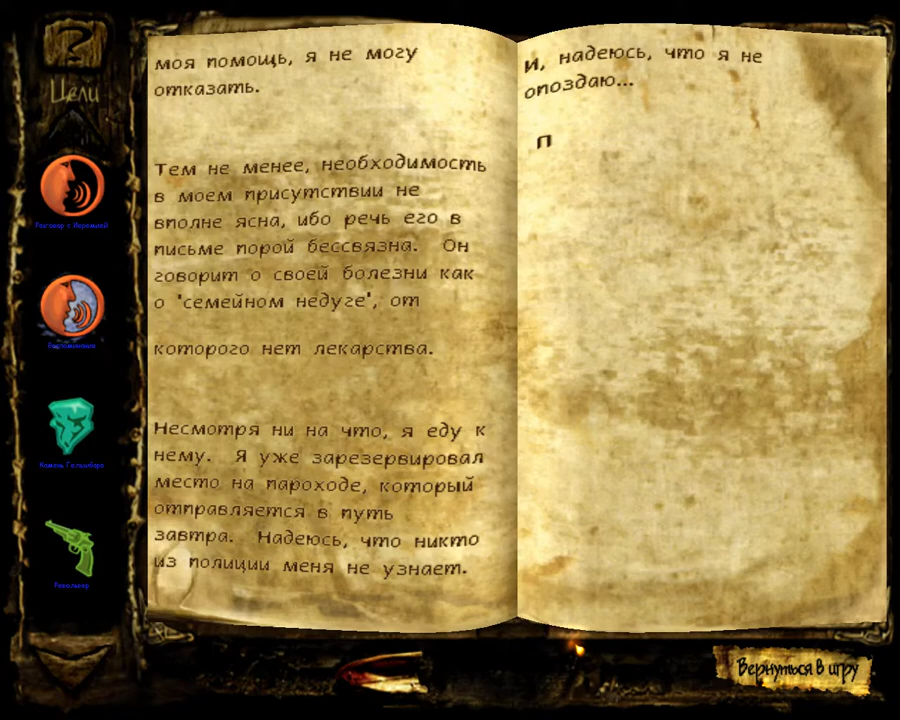 ?
Цели
Разговор с Иеремией
Воспоминания
Камень Гельмбара
Револьвер
моя помощь, я не могу
отказать.
Тем не менее, необходимость
в моем присутствии не
вполне ясна, ибо речь его в
письме порой бессвязна. Он
говорит о своей болезни как
о "семейном недуге", от
которого нет лекарства.
Несмотря ни на что, я еду к
нему. Я уже зарезервировал
место на пароходе, который
отправляется в путь
завтра. Надеюсь, что никто
из полиции меня не узнает.
И, надеюсь, что я не
опоздаю...
П
Вернуться в игру